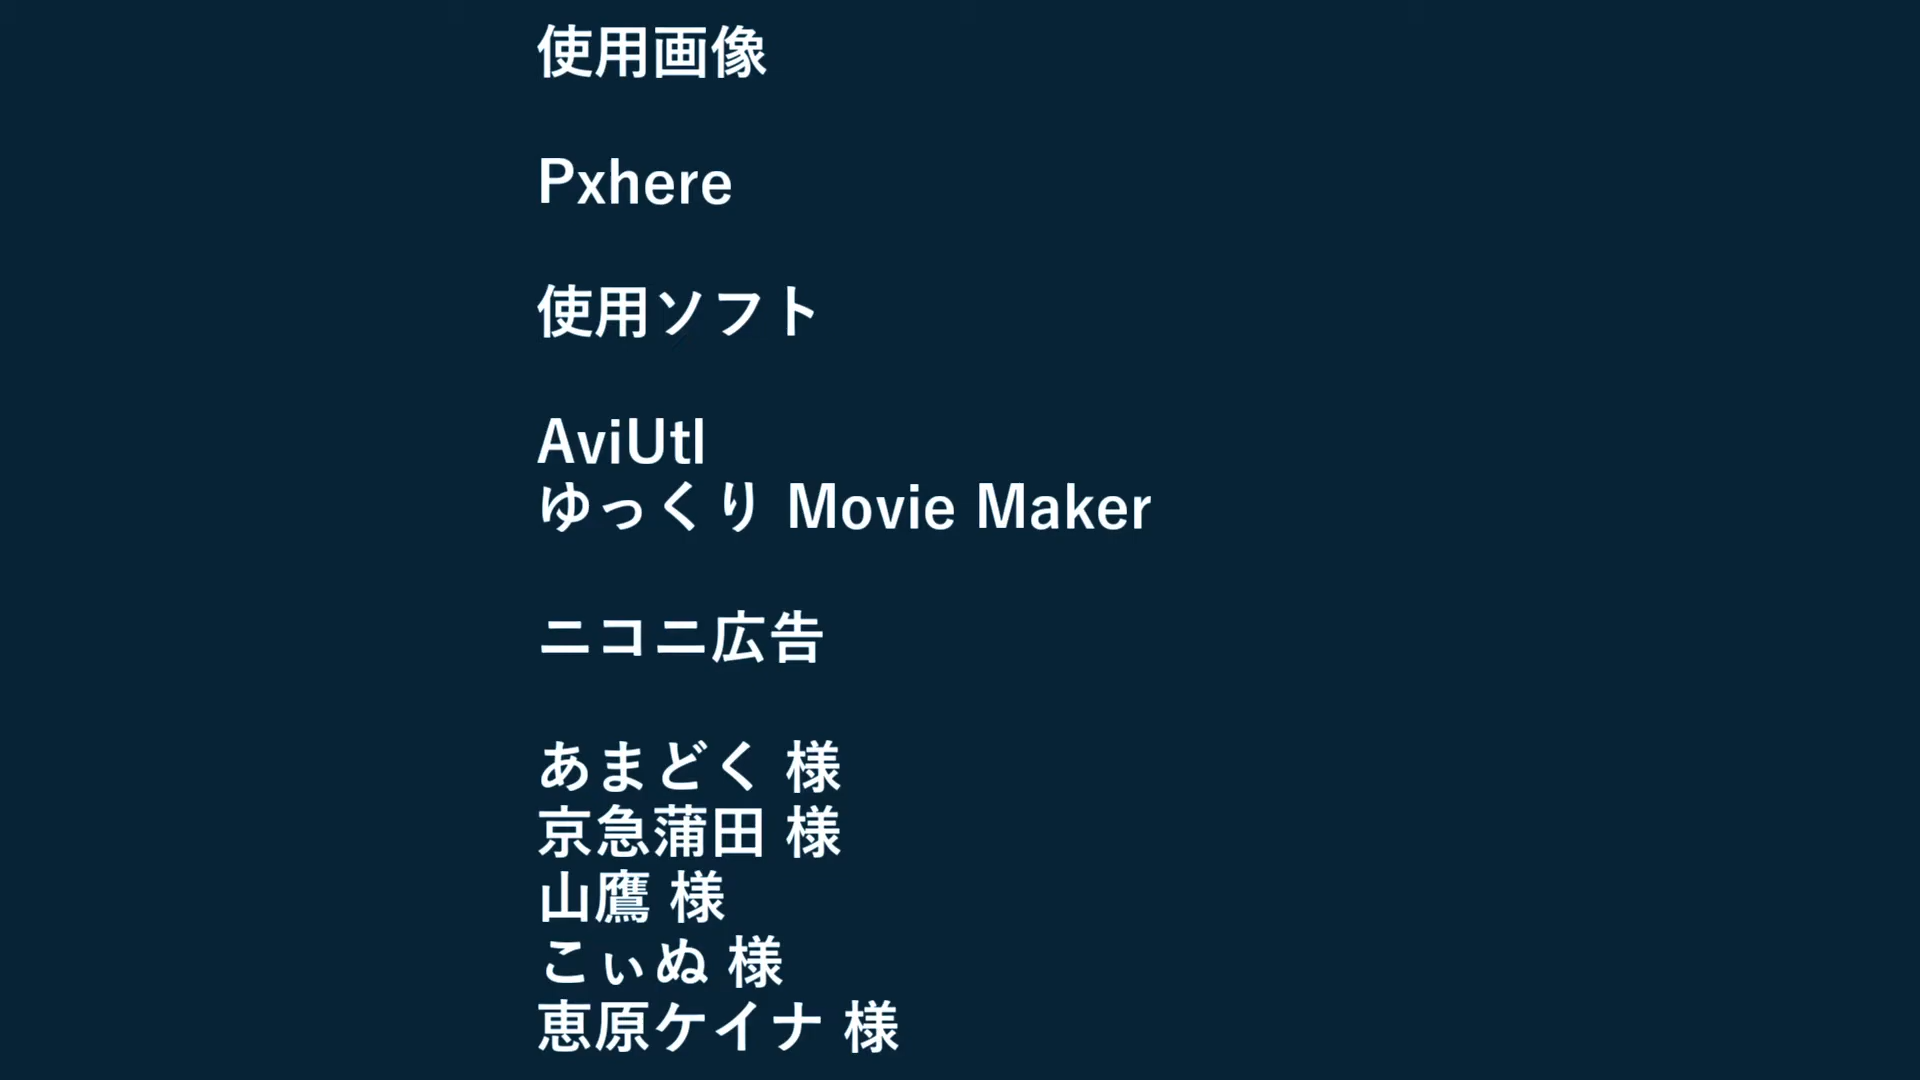 使用画像
Pxhere
使用ソフト
AviUtl
ゆっくり Movie Maker
ニコニ広告
あまどく 様
京急蒲田 様
山鷹 様
こぃぬ 様
恵原ケイナ 様